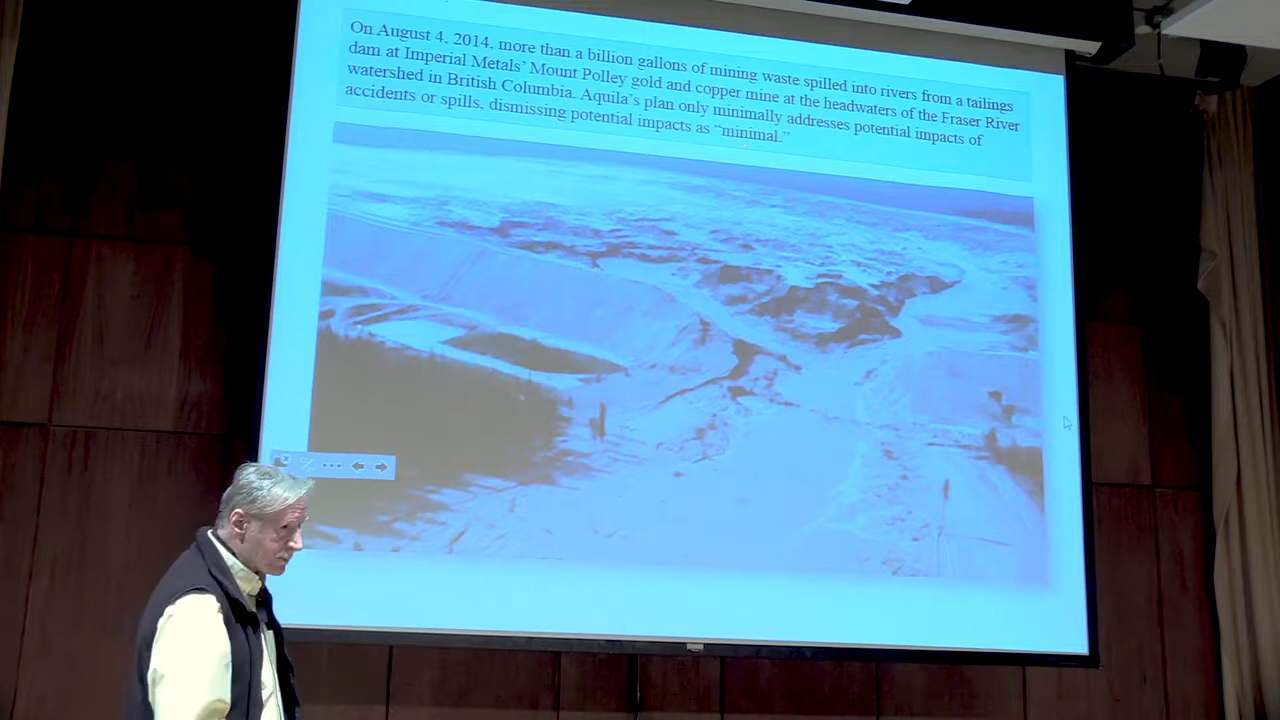 On August 4, 2014, more than a billion gallons of mining waste spilled into rivers from a tailings
dam at Imperial Metals' Mount Polley gold and copper mine at the headwaters of the Fraser River
watershed in British Columbia. Aquila's plan only minimally addresses potential impacts of
accidents or spills, dismissing potential impacts as “minimal.”